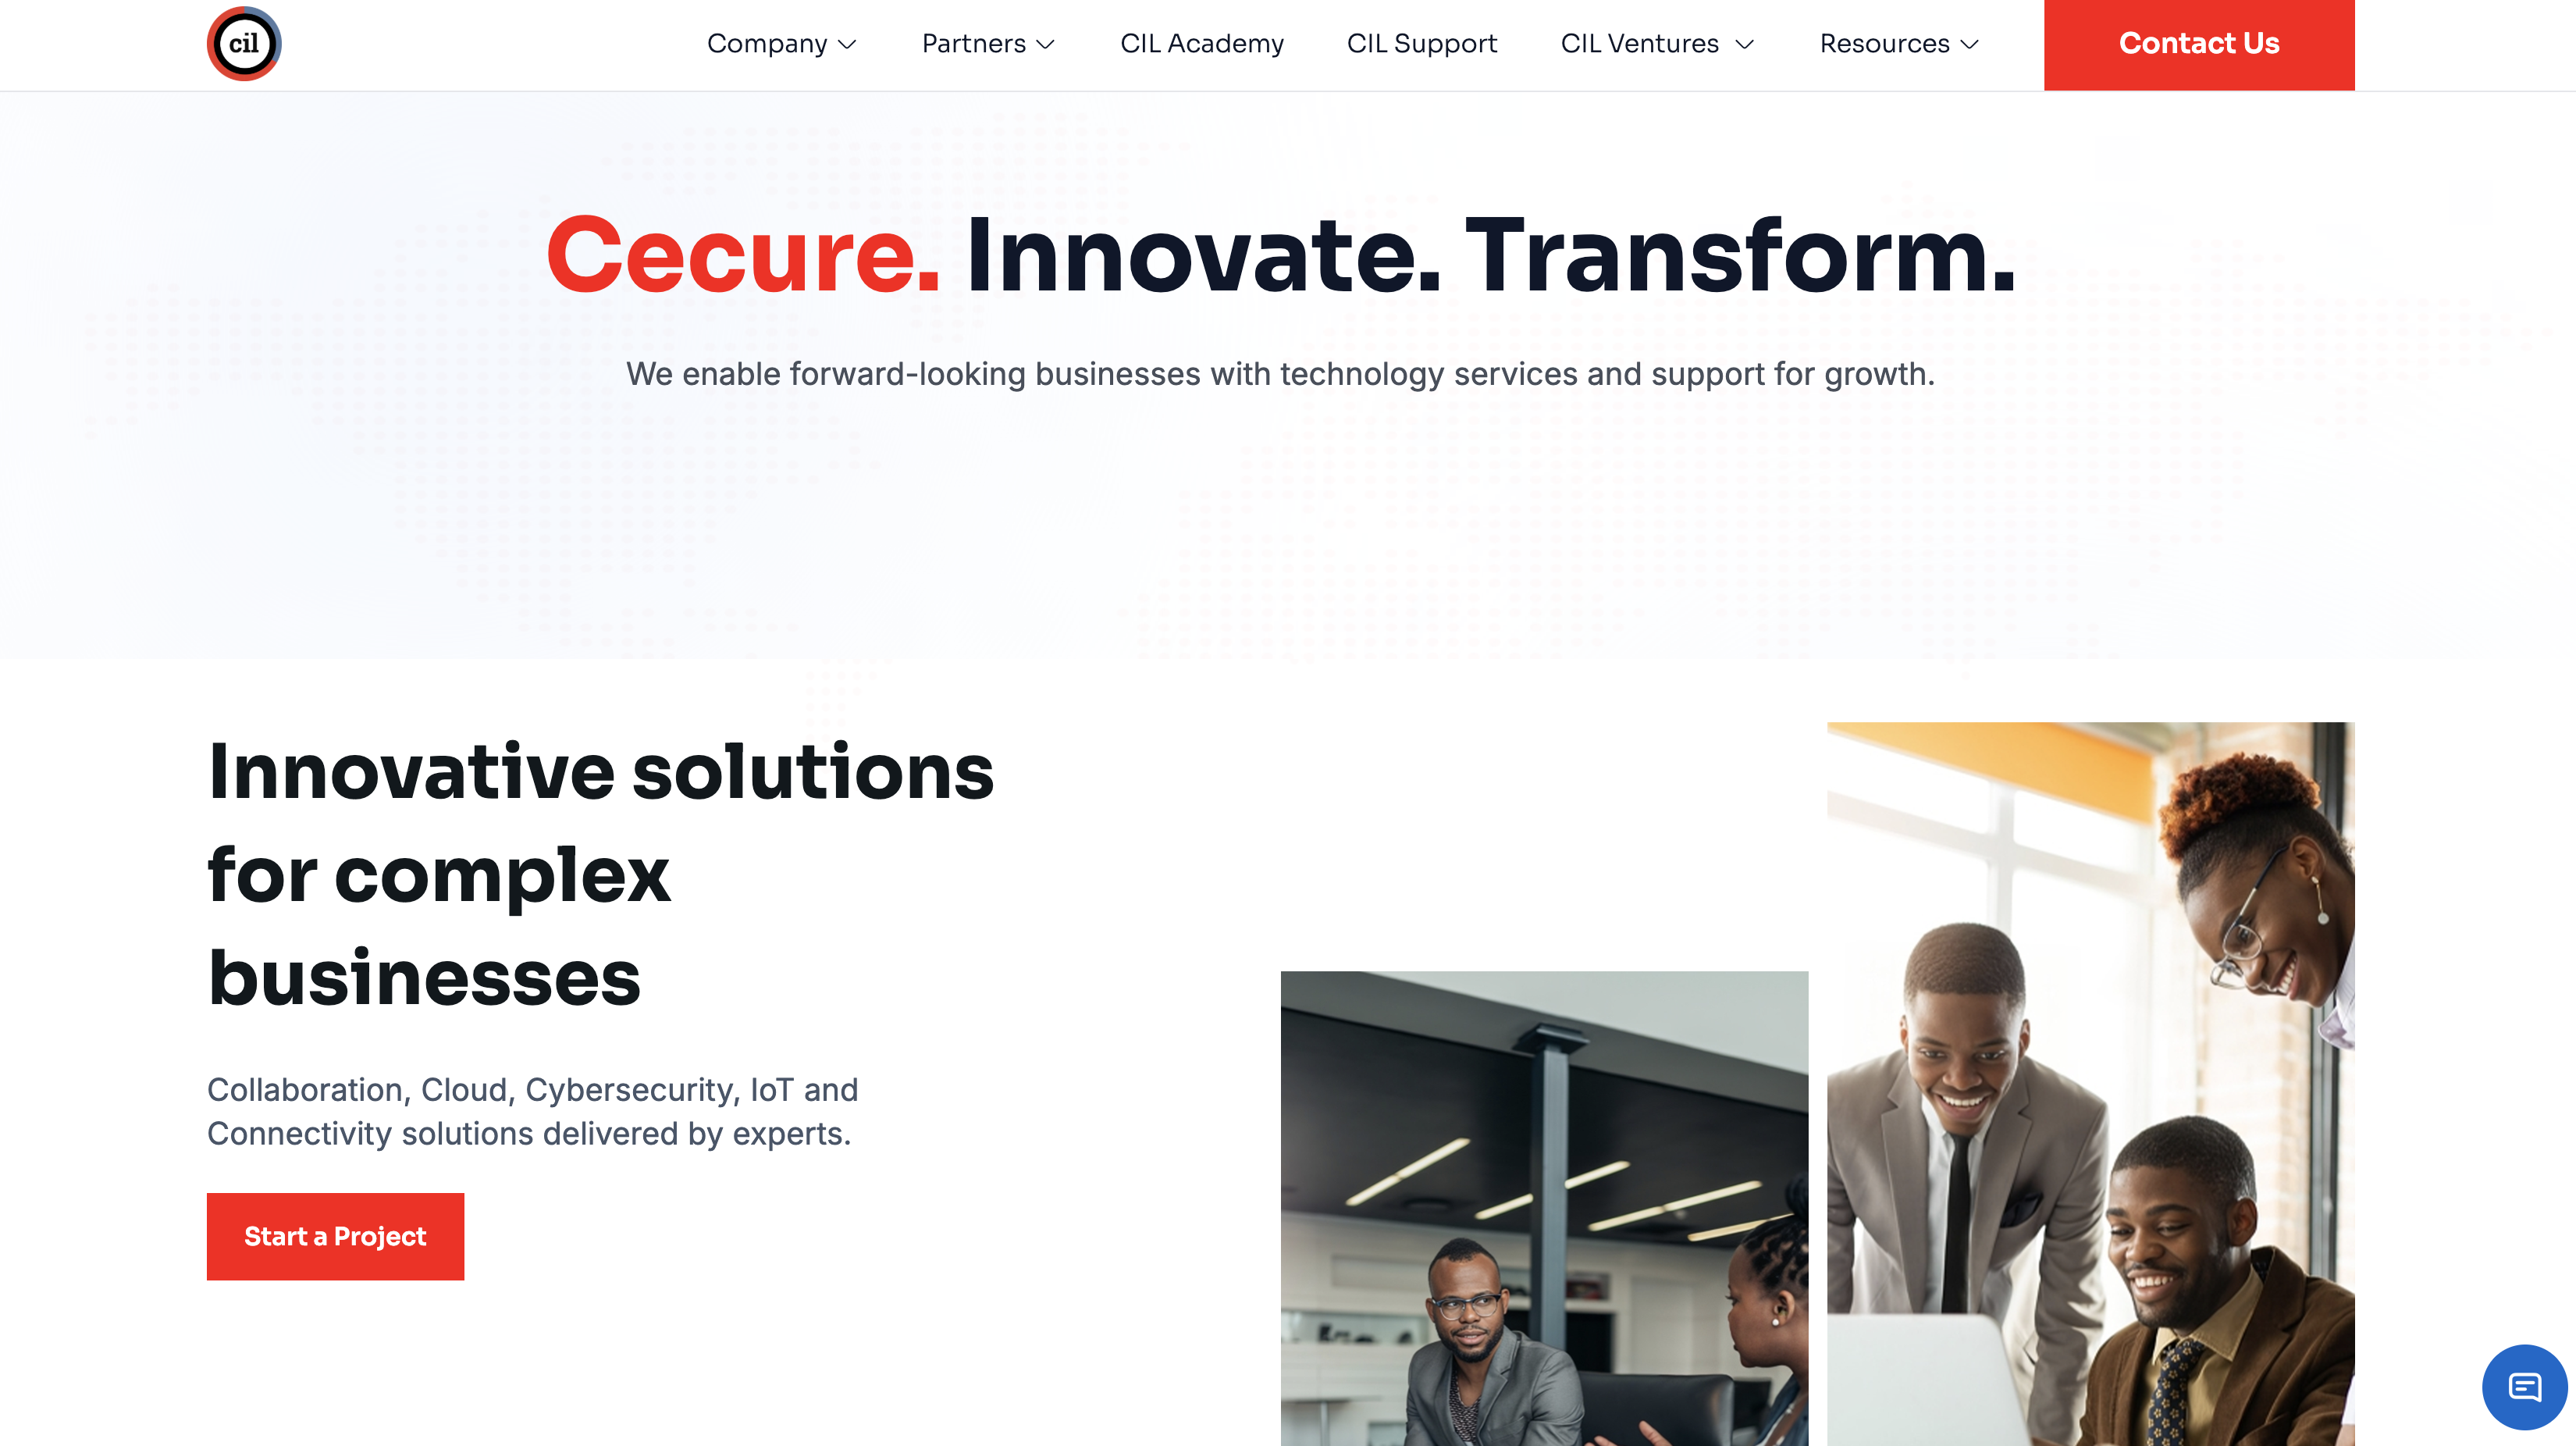 cil
Company
Partners
CIL Academy
CIL Support
CIL Ventures
Resources
Contact Us
Cecure. Innovate. Transform.
We enable forward-looking businesses with technology services and support for growth.
Innovative solutions
for complex
businesses
Collaboration, Cloud, Cybersecurity, IoT and
Connectivity solutions delivered by experts.
Start a Project